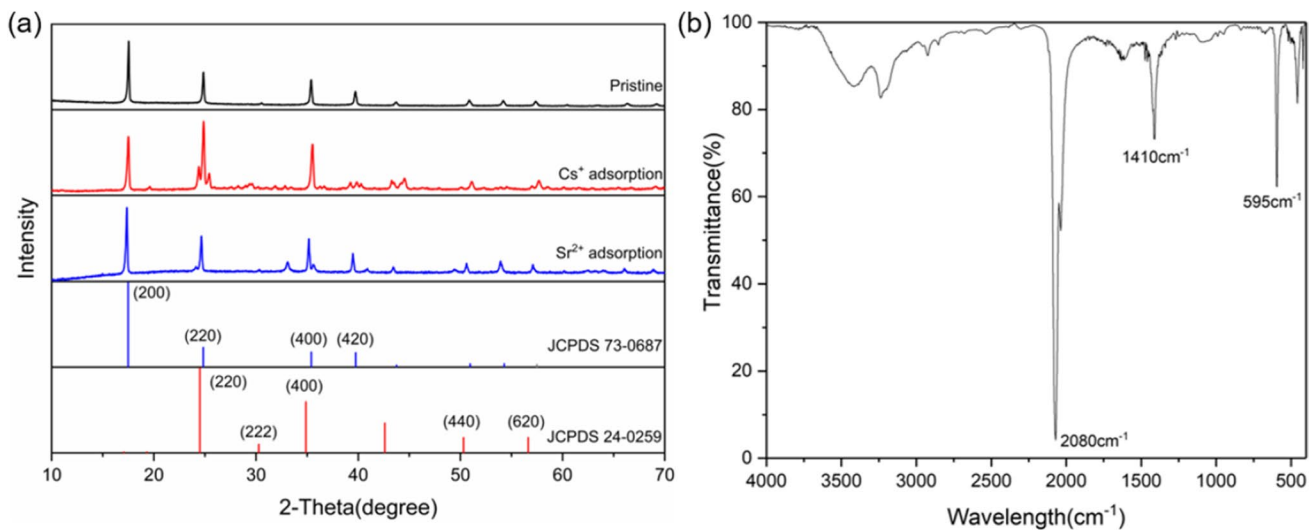 (a)
Pristine
Cs⁺ adsorption
Sr²⁺ adsorption
(200)
(220)
(400)
(420)
JCPDS 73-0687
(220)
(222)
(400)
(440)
(620)
JCPDS 24-0259
Intensity
10 20 30 40 50 60 70
2-Theta(degree)
(b)
100
80
60
40
20
0
Transmittance(%)
1410cm⁻¹
595cm⁻¹
2080cm⁻¹
4000 3500 3000 2500 2000 1500 1000 500
Wavelength(cm⁻¹)